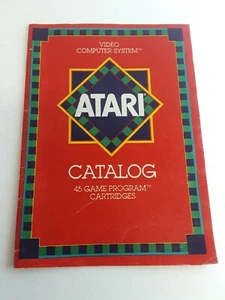 VIDEO
COMPUTER SYSTEM™
ATARI®
CATALOG
45 GAME PROGRAM™
CARTRIDGES